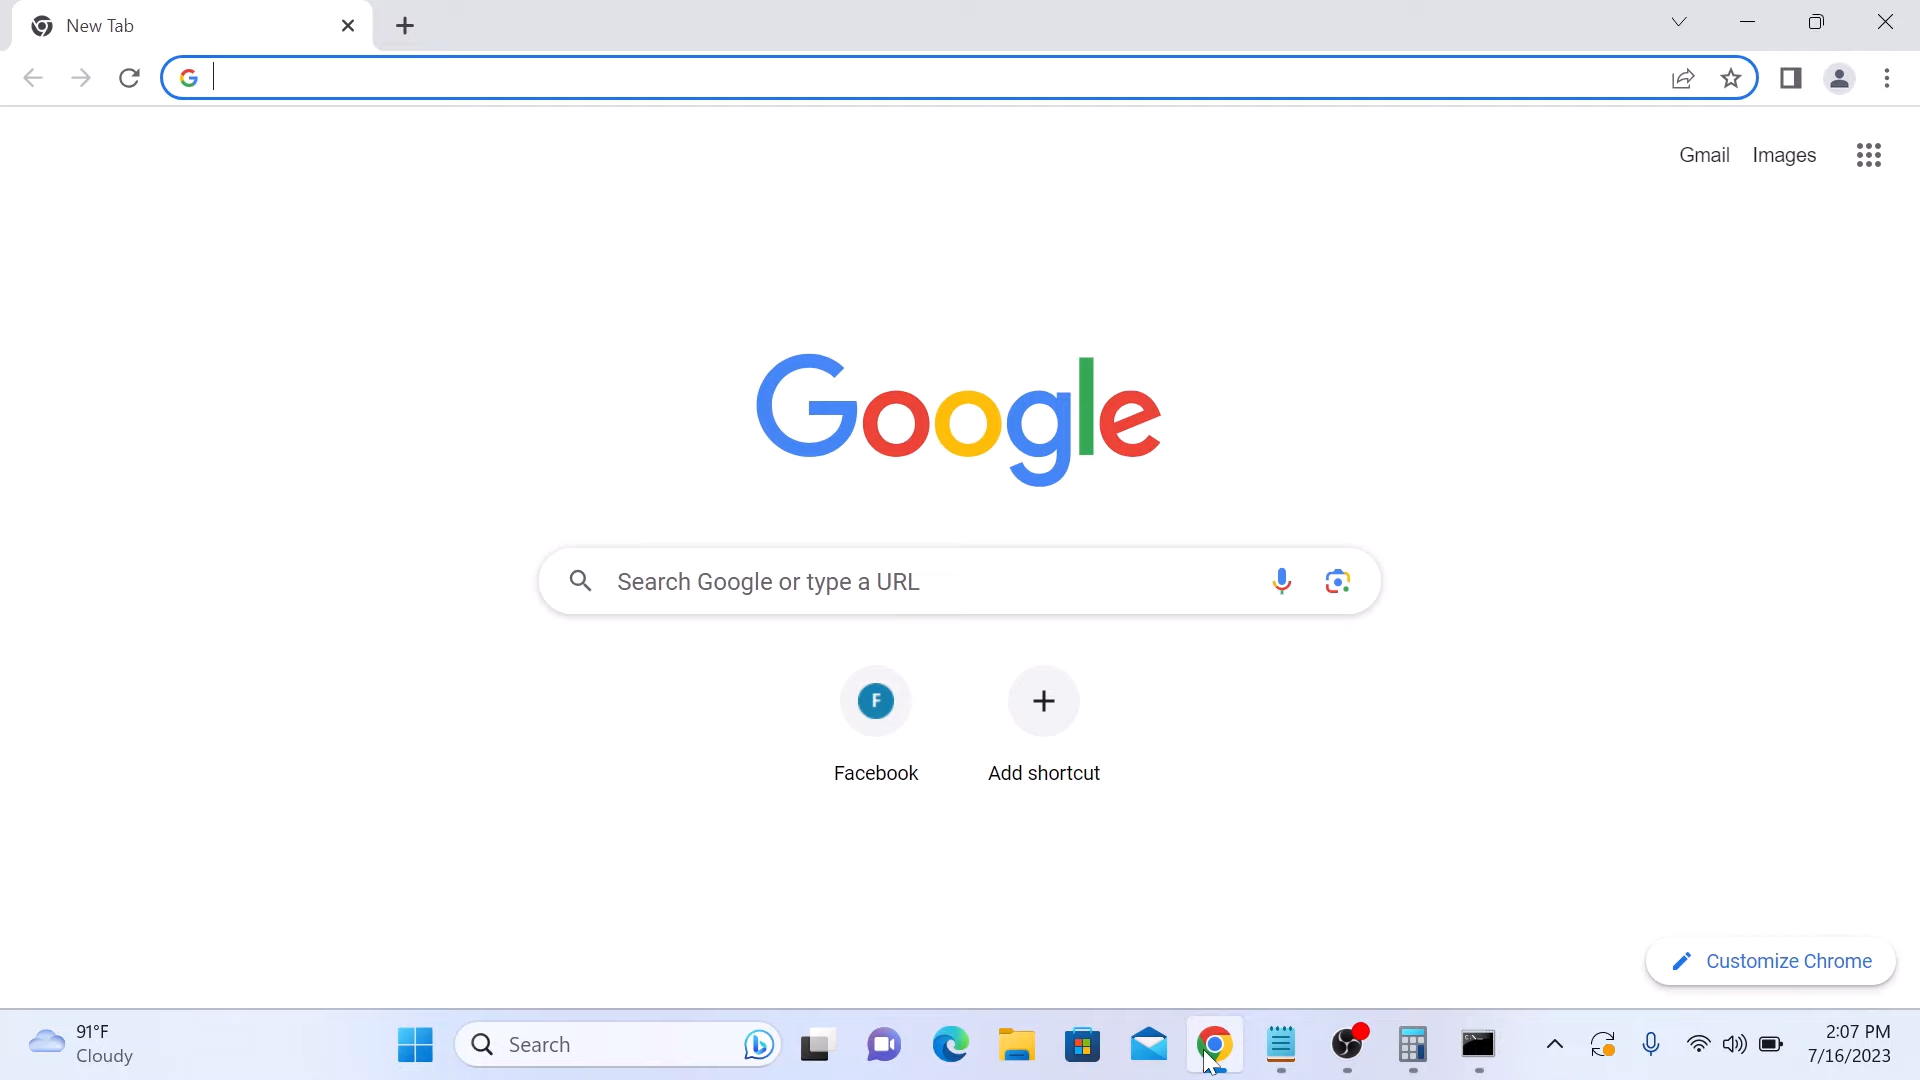 New Tab
Gmail Images
Google
Search Google or type a URL
F
Facebook Add shortcut
Customize Chrome
91°F
Cloudy
Search
2:07 PM
7/16/2023